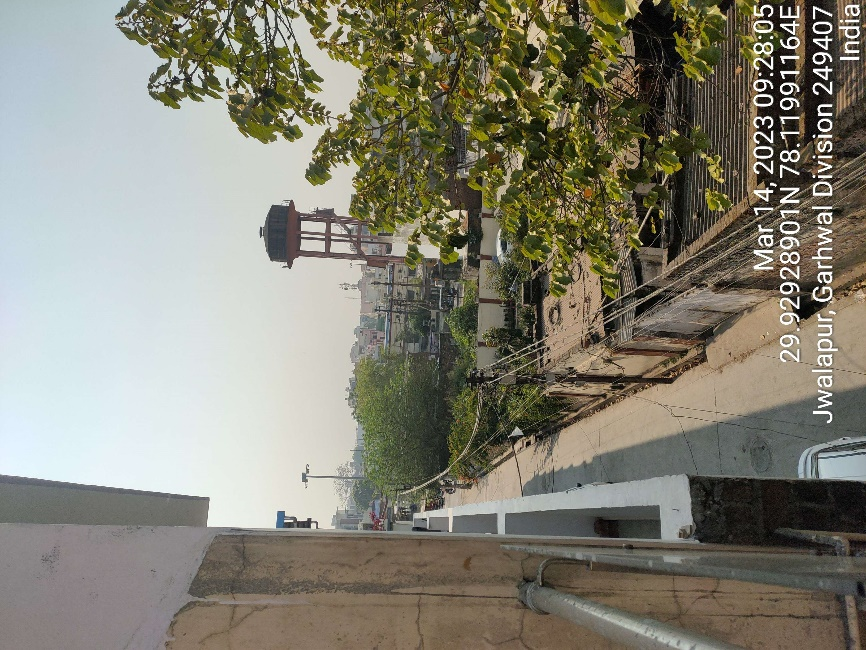 Mar 14, 2023 09:28:05
29.92928901N 78.11991164E
Jwalapur, Garhwal Division 249407
India